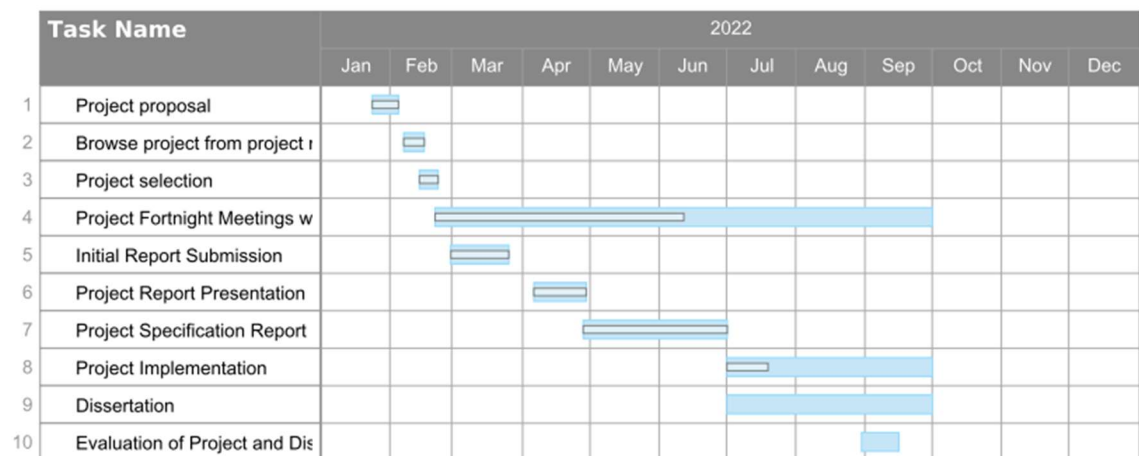 Task Name
2022
Jan Feb Mar Apr May Jun Jul Aug Sep Oct Nov Dec
1 Project proposal
2 Browse project from project
3 Project selection
4 Project Fortnight Meetings w
5 Initial Report Submission
6 Project Report Presentation
7 Project Specification Report
8 Project Implementation
9 Dissertation
10 Evaluation of Project and Dis